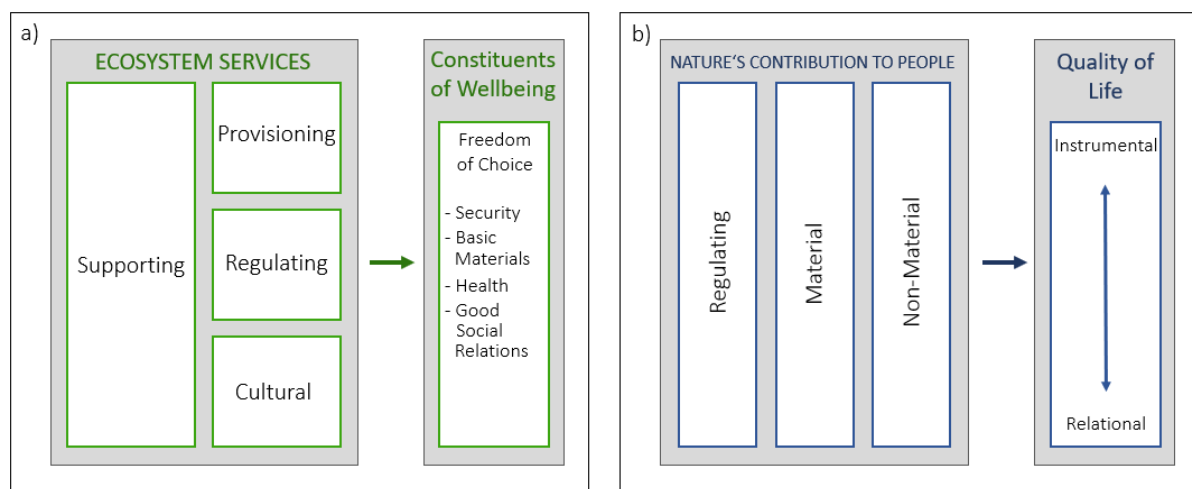 a)
ECOSYSTEM SERVICES
Supporting
Provisioning
Regulating
Cultural
Constituents
of Wellbeing
Freedom
of Choice
- Security
- Basic
Materials
- Health
- Good
Social
Relations
b)
NATURE‘S CONTRIBUTION TO PEOPLE
Regulating
Material
Non-Material
Quality of
Life
Instrumental
Relational